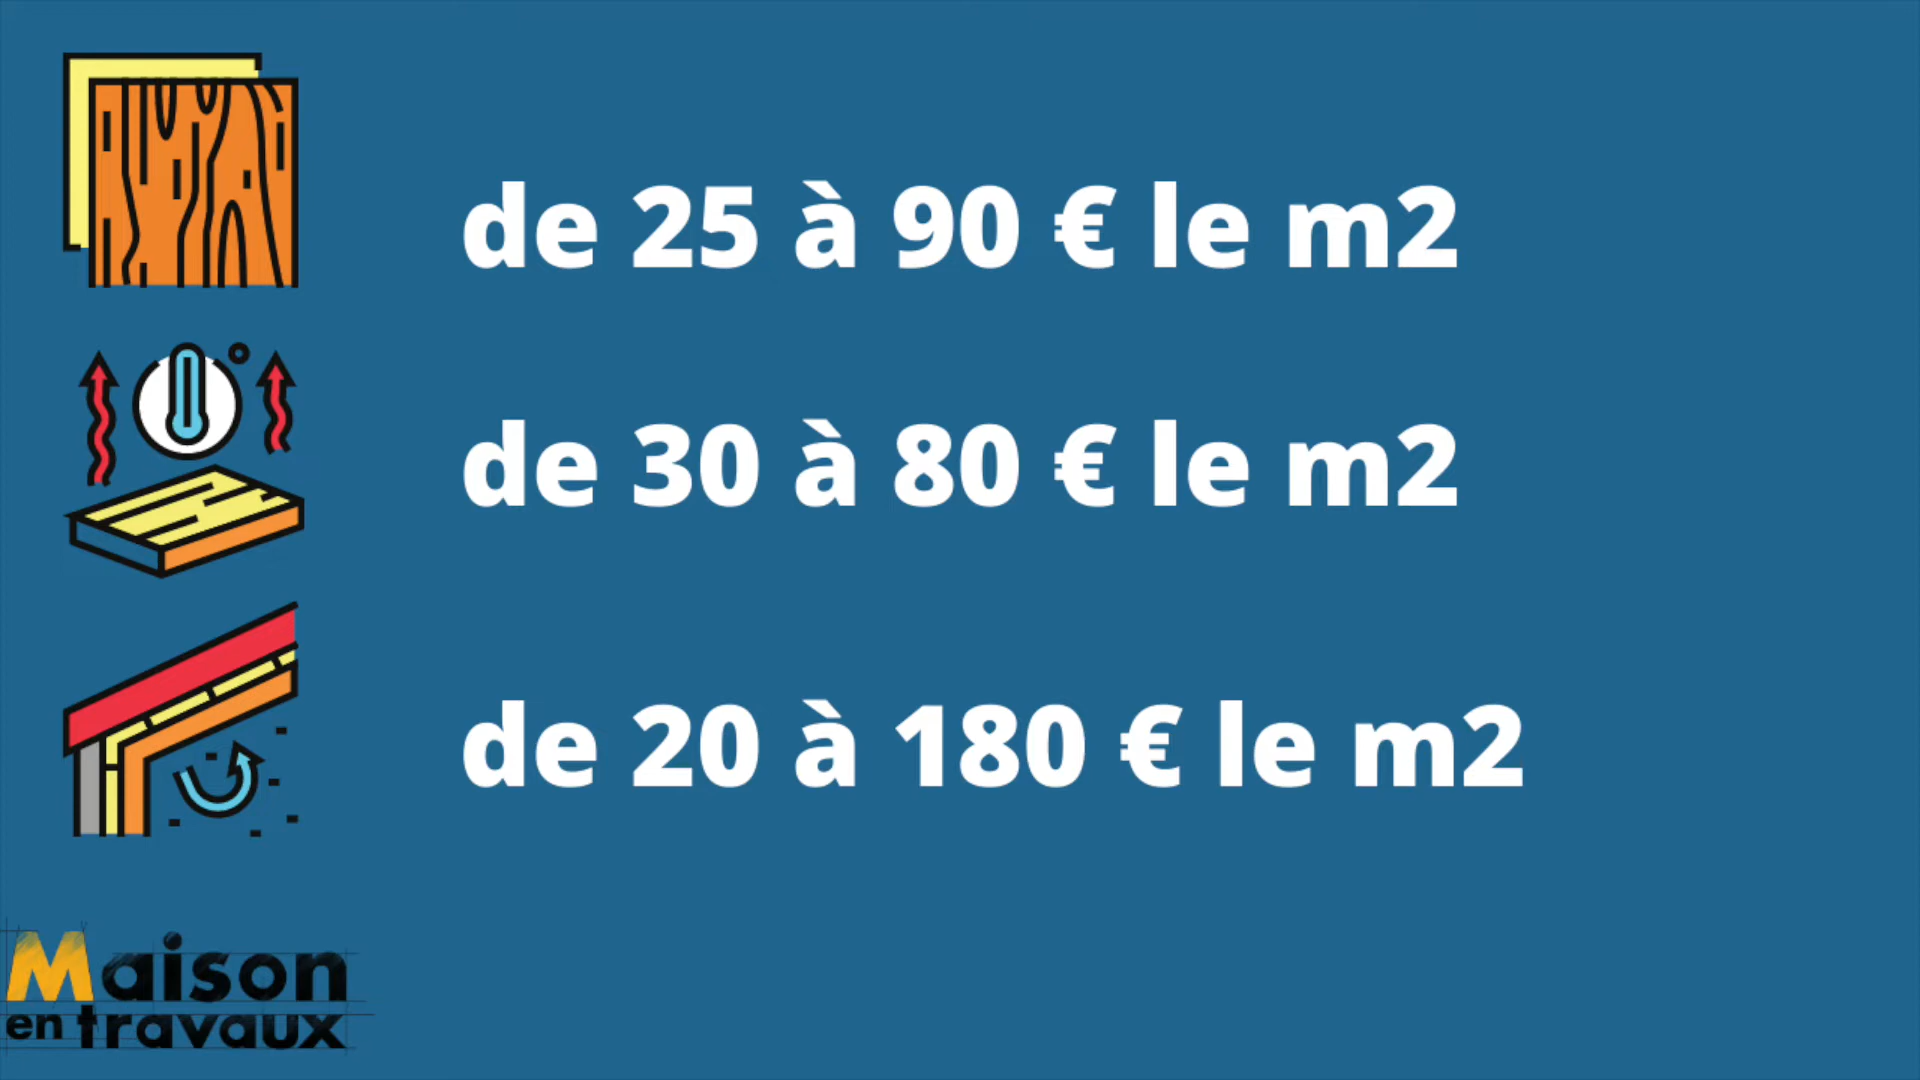 de 25 à 90 € le m2
de 30 à 80 € le m2
de 20 à 180 € le m2
Maison
en travaux